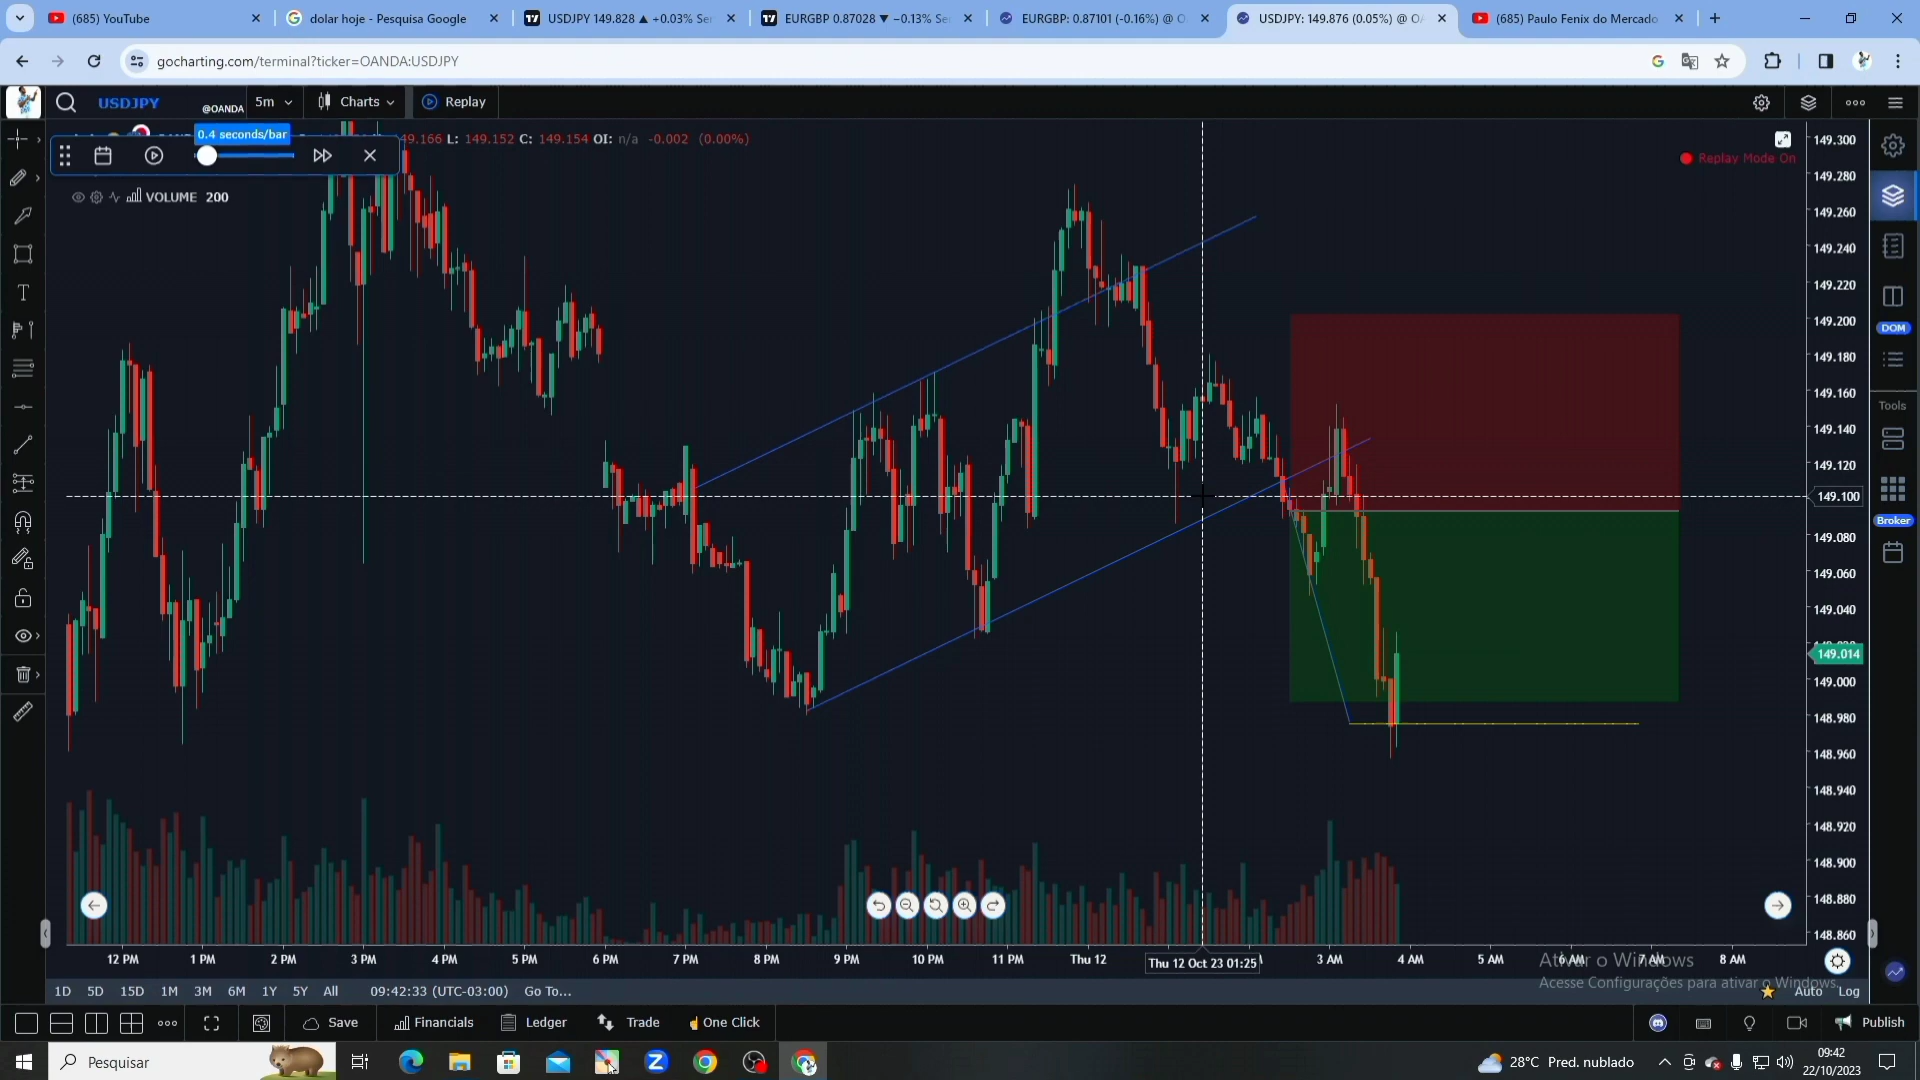 (685) YouTube
dolar hoje - Pesquisa Google
USDJPY 149.828 ▲ +0.03% Se
EURGBP 0.87028 ▼ −0.13% Se
EURGBP: 0.87101 (-0.16%) @ O
USDJPY: 149.876 (0.05%) @ OA
(685) Paulo Fenix do Mercado
gocharting.com/terminal?ticker=OANDA:USDJPY
USDJPY @OANDA 5m Charts Replay
0.4 seconds/bar
49.166 L: 149.152 C: 149.154 OI: n/a -0.002 (0.00%)
Replay Mode On
VOLUME 200
149.300
149.280
149.260
149.240
149.220
149.200
149.180
149.160
149.140
149.120
149.100
149.080
149.060
149.040
149.014
149.000
148.980
148.960
148.940
148.920
148.900
148.880
148.860
DOM
Tools
Broker
12 PM 1 PM 2 PM 3 PM 4 PM 5 PM 6 PM 7 PM 8 PM 9 PM 10 PM 11 PM Thu 12 Thu 12 Oct 23 01:25 3 AM 4 AM 5 AM 6 AM 7 AM 8 AM
Ativar o Windows
Acesse Configurações para ativar o Windows.
1D 5D 15D 1M 3M 6M 1Y 5Y All 09:42:33 (UTC-03:00) Go To... Auto Log
Save Financials Ledger Trade One Click Publish
Pesquisar
28°C Pred. nublado
09:42
22/10/2023